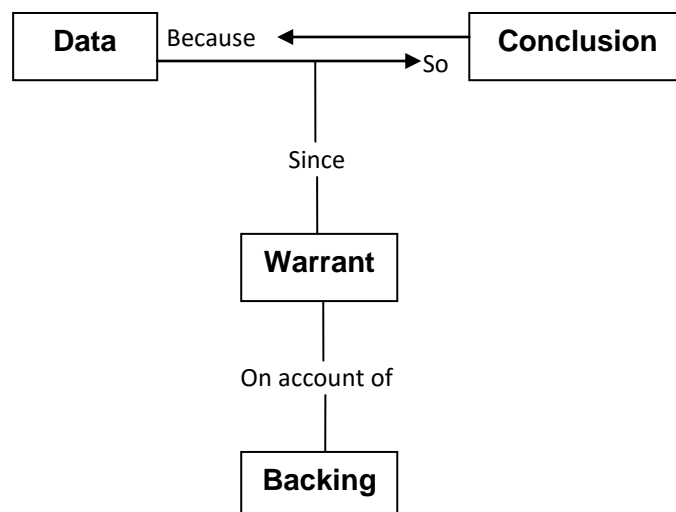 Data
Because
Conclusion
So
Since
Warrant
On account of
Backing